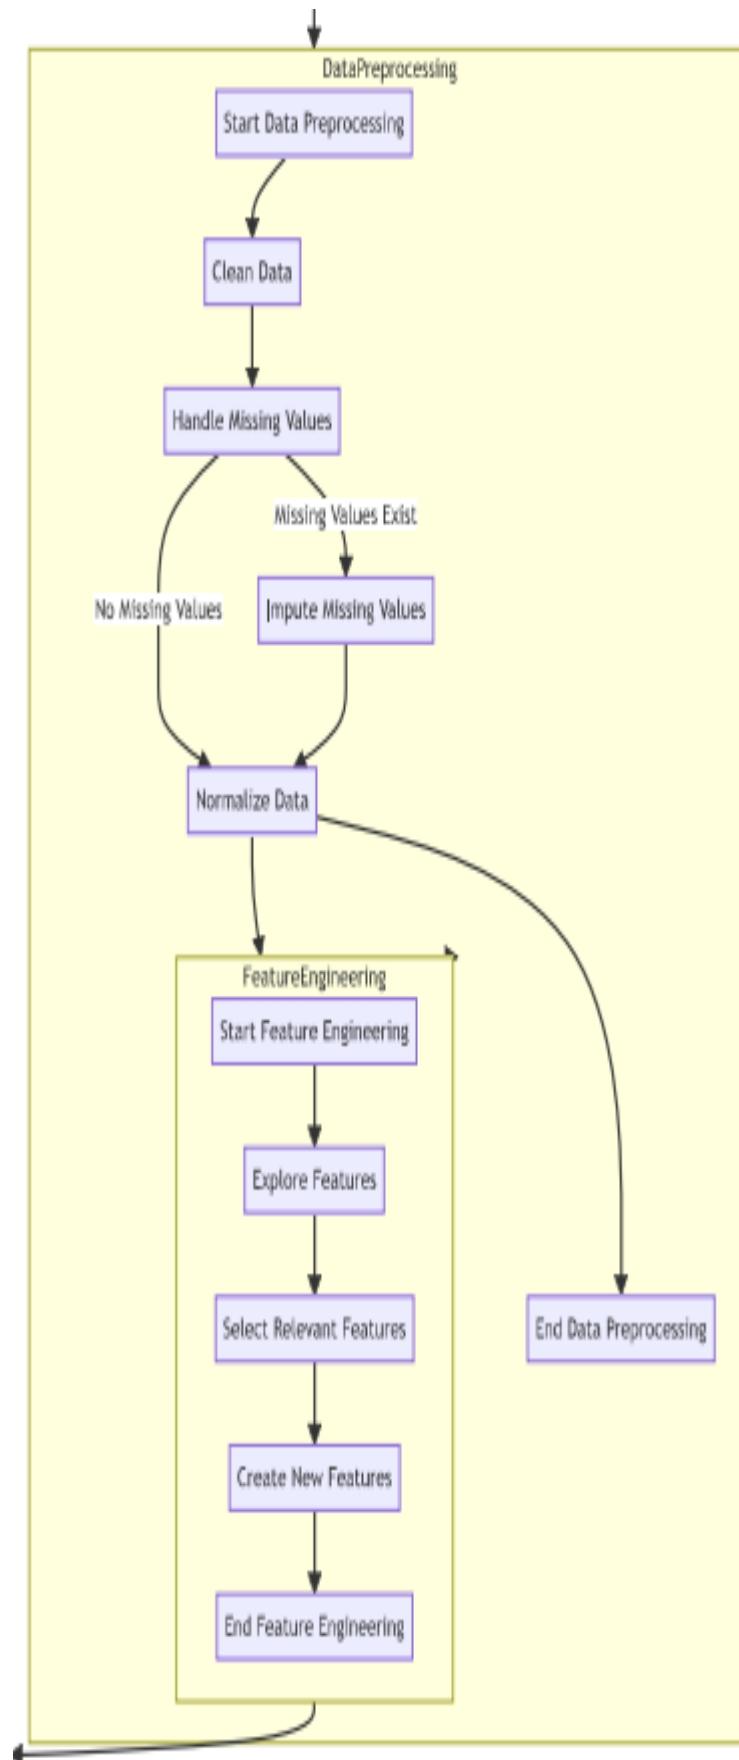 DataPreprocessing
Start Data Preprocessing
Clean Data
Handle Missing Values
Missing Values Exist
No Missing Values
Impute Missing Values
Normalize Data
FeatureEngineering
Start Feature Engineering
Explore Features
Select Relevant Features
End Data Preprocessing
Create New Features
End Feature Engineering